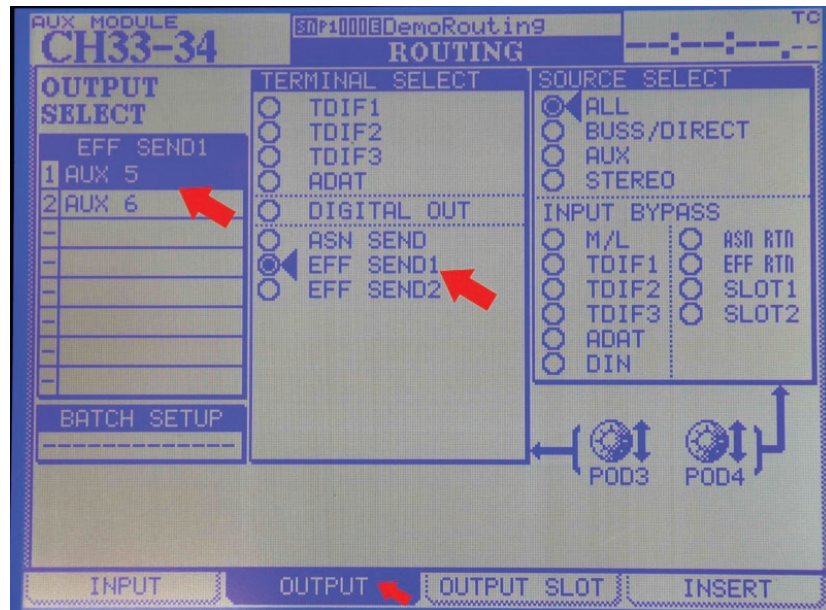 AUX MODULE
CH33-34
SNP1000EDemoRouting
ROUTING
TC
--:--:--.--
OUTPUT
SELECT
EFF SEND1
1 AUX 5
2 AUX 6
-
-
-
-
-
-
BATCH SETUP
-------------
TERMINAL SELECT
TDIF1
TDIF2
TDIF3
ADAT
DIGITAL OUT
ASN SEND
EFF SEND1
EFF SEND2
SOURCE SELECT
ALL
BUSS/DIRECT
AUX
STEREO
INPUT BYPASS
M/L
TDIF1
TDIF2
TDIF3
ADAT
DIN
ASN RTN
EFF RTN
SLOT1
SLOT2
POD3
POD4
INPUT
OUTPUT
OUTPUT SLOT
INSERT